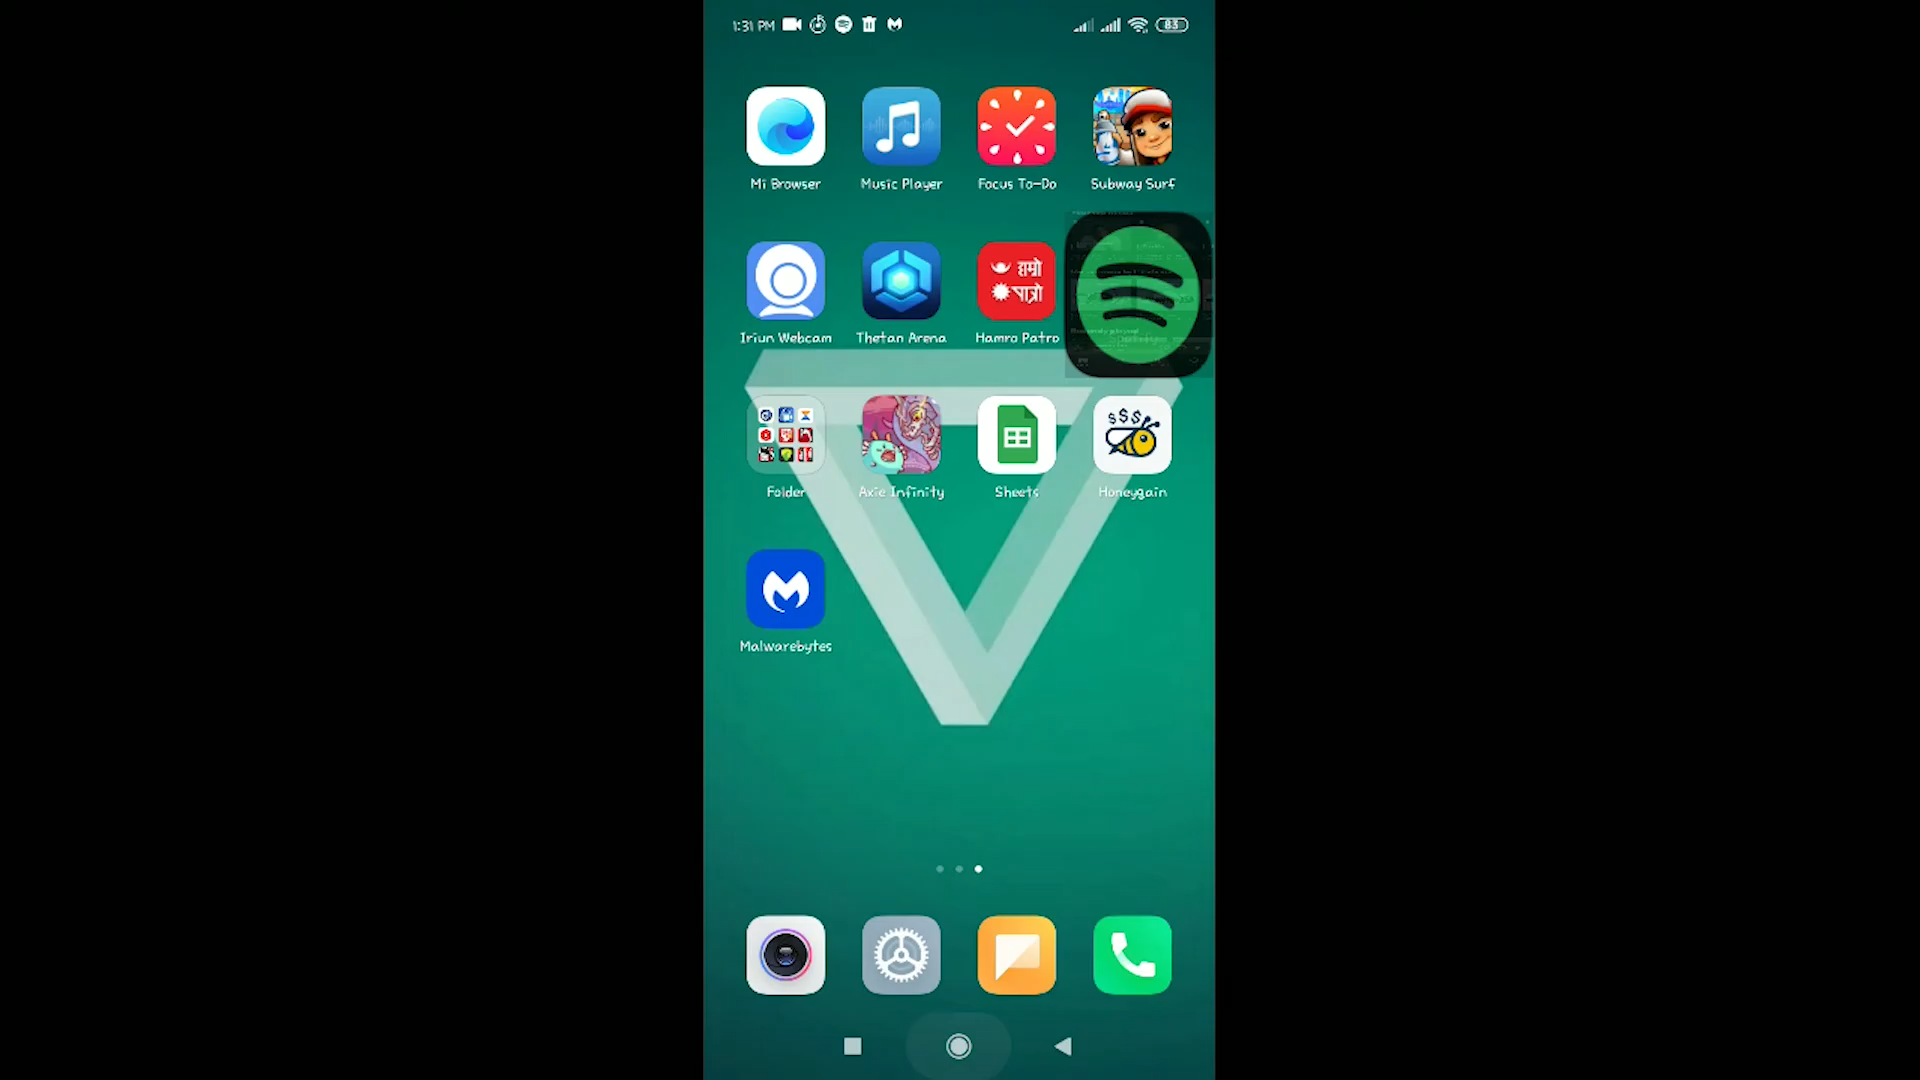 1:31 PM
83
Mi Browser
Music Player
Focus To-Do
Subway Surf
हाम्रो
पात्रो
Iriun Webcam
Thetan Arena
Hamro Patro
$$$
Folder
Axie Infinity
Sheets
Honeygain
Malwarebytes